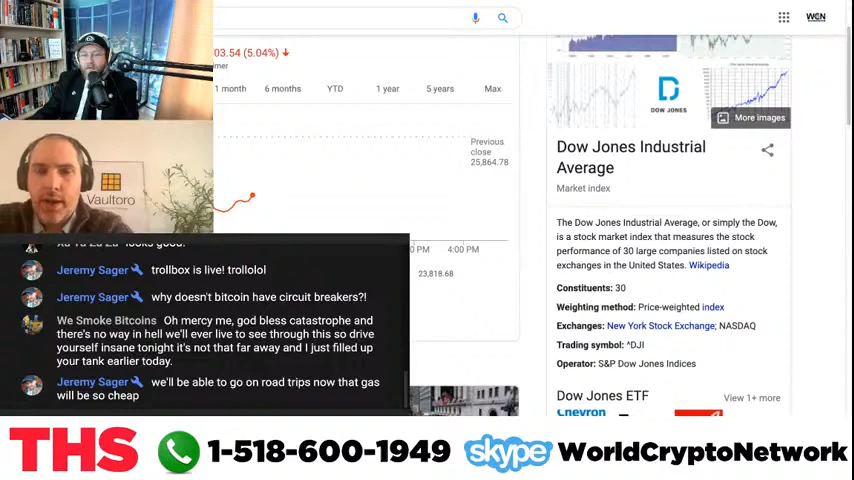 WCN
03.54 (5.04%)
1 month 6 months YTD 1 year 5 years Max
Previous
close
25,864.78
PM 4:00 PM
23,818.68
Vaultoro
looks good!
Jeremy Sager trollbox is live! trollolol
Jeremy Sager why doesn't bitcoin have circuit breakers?!
We Smoke Bitcoins Oh mercy me, god bless catastrophe and
there's no way in hell we'll ever live to see through this so drive
yourself insane tonight it's not that far away and I just filled up
your tank earlier today.
Jeremy Sager we'll be able to go on road trips now that gas
will be so cheap
DOW JONES
More images
Dow Jones Industrial
Average
Market index
The Dow Jones Industrial Average, or simply the Dow,
is a stock market index that measures the stock
performance of 30 large companies listed on stock
exchanges in the United States. Wikipedia
Constituents: 30
Weighting method: Price-weighted index
Exchanges: New York Stock Exchange; NASDAQ
Trading symbol: ^DJI
Operator: S&P Dow Jones Indices
Dow Jones ETF View 1+ more
Chevron
THS 1-518-600-1949 skype WorldCryptoNetwork